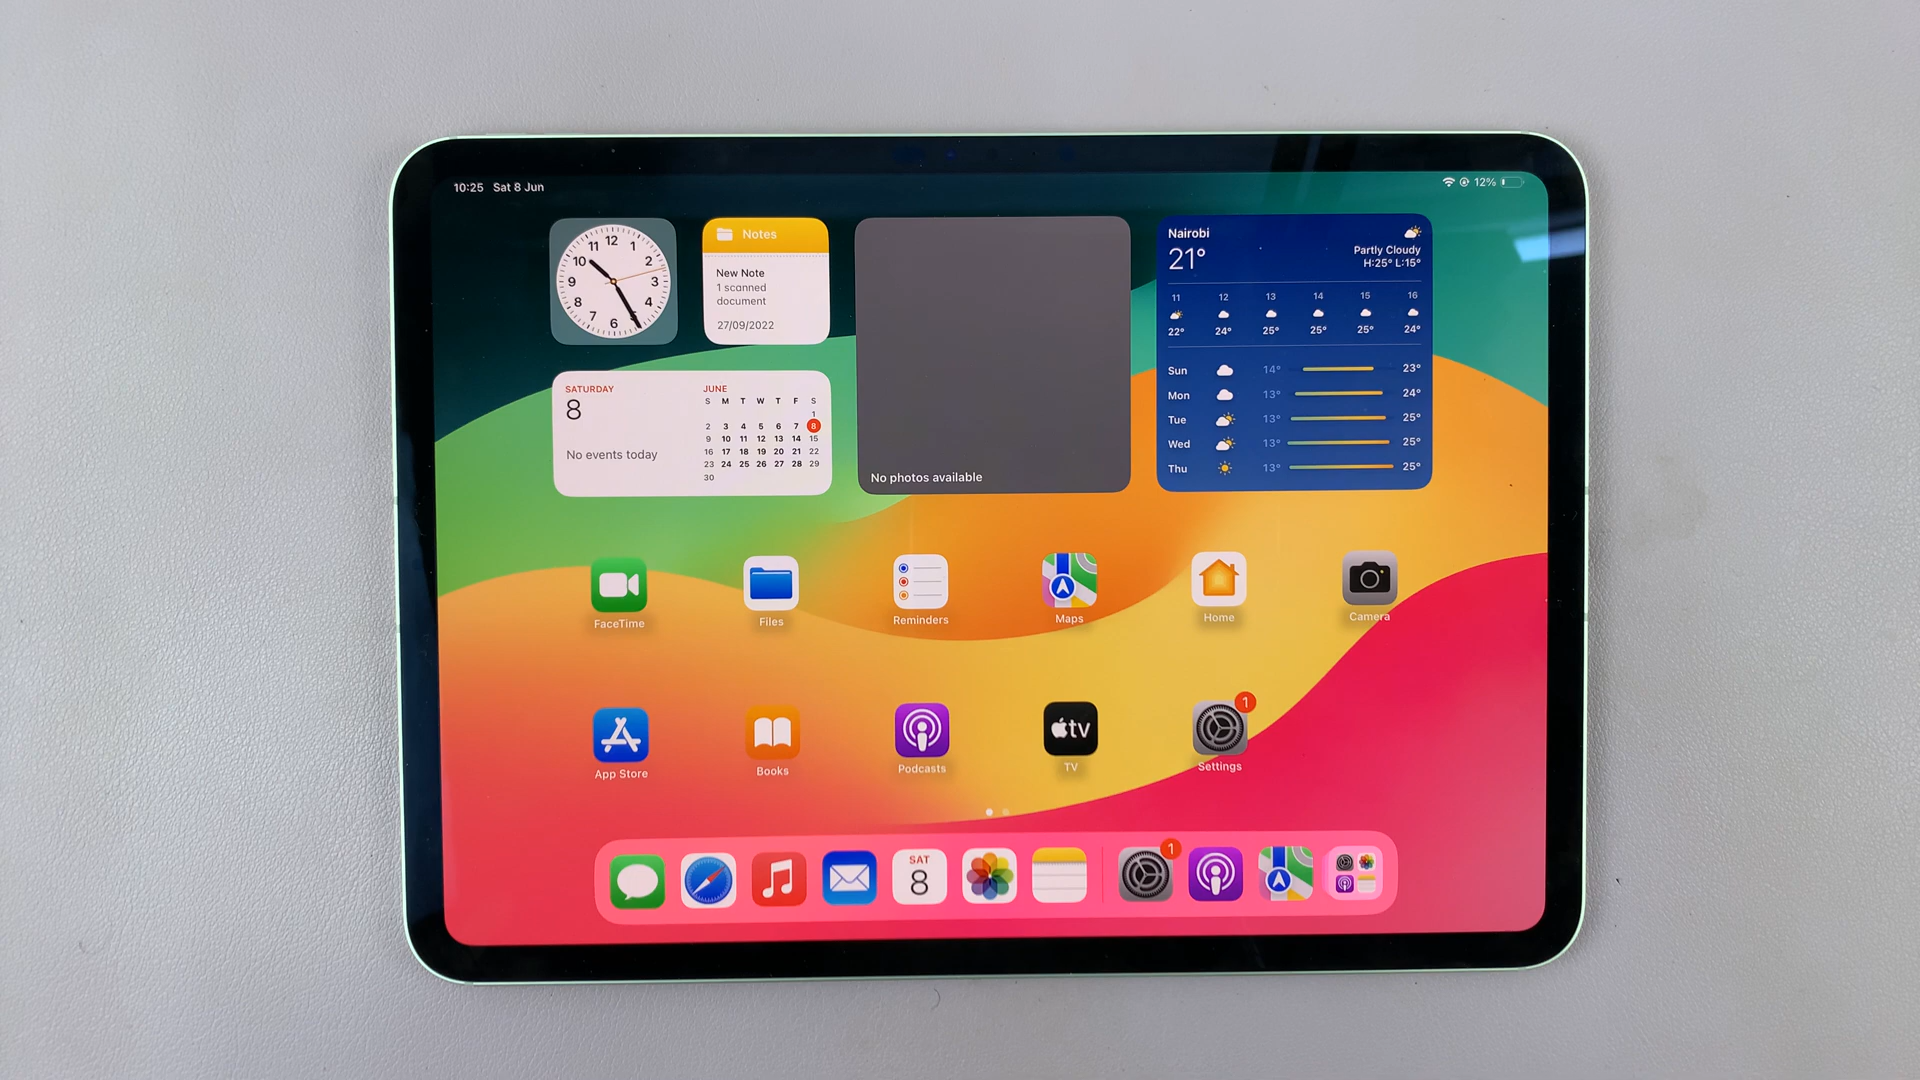 10:25 Sat 8 Jun
12%
12 1 2 3 4 5 6 7 8 9 10 11
Notes
New Note
1 scanned
document
27/09/2022
SATURDAY
8
No events today
JUNE
S M T W T F S
1
2 3 4 5 6 7 8
9 10 11 12 13 14 15
16 17 18 19 20 21 22
23 24 25 26 27 28 29
30
No photos available
Nairobi
21°
Partly Cloudy
H:25° L:15°
11 12 13 14 15 16
22° 24° 25° 25° 25° 24°
Sun 14° 23°
Mon 13° 24°
Tue 13° 25°
Wed 13° 25°
Thu 13° 25°
FaceTime
Files
Reminders
Maps
Home
Camera
tv
1
App Store
Books
Podcasts
TV
Settings
SAT
8
1